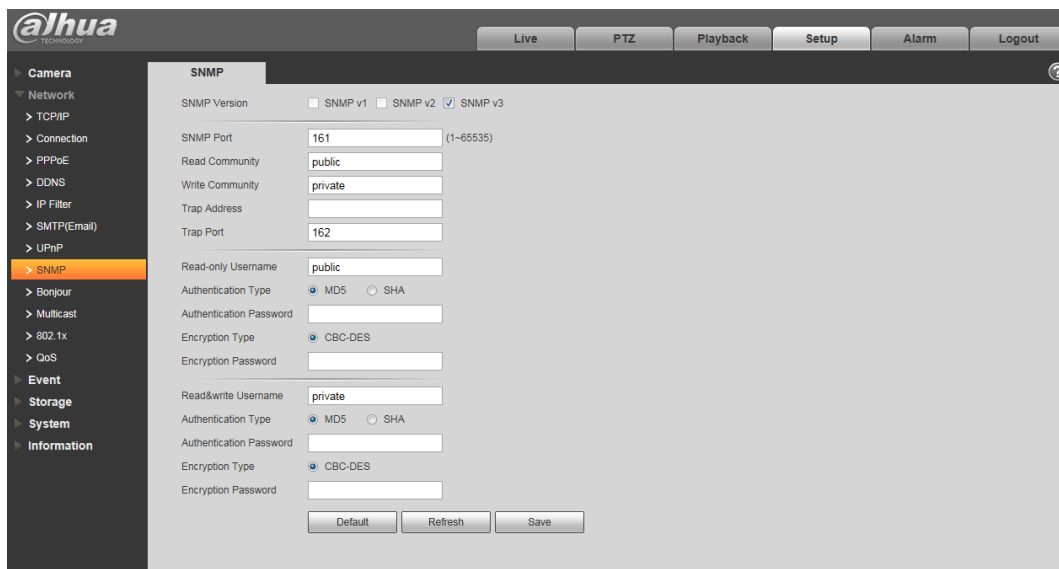 alhua
TECHNOLOGY
Live PTZ Playback Setup Alarm Logout
Camera
Network
> TCP/IP
> Connection
> PPPoE
> DDNS
> IP Filter
> SMTP(Email)
> UPnP
> SNMP
> Bonjour
> Multicast
> 802.1x
> QoS
Event
Storage
System
Information
SNMP
?
SNMP Version SNMP v1 SNMP v2 SNMP v3
SNMP Port 161 (1~65535)
Read Community public
Write Community private
Trap Address
Trap Port 162
Read-only Username public
Authentication Type MD5 SHA
Authentication Password
Encryption Type CBC-DES
Encryption Password
Read&write Username private
Authentication Type MD5 SHA
Authentication Password
Encryption Type CBC-DES
Encryption Password
Default Refresh Save